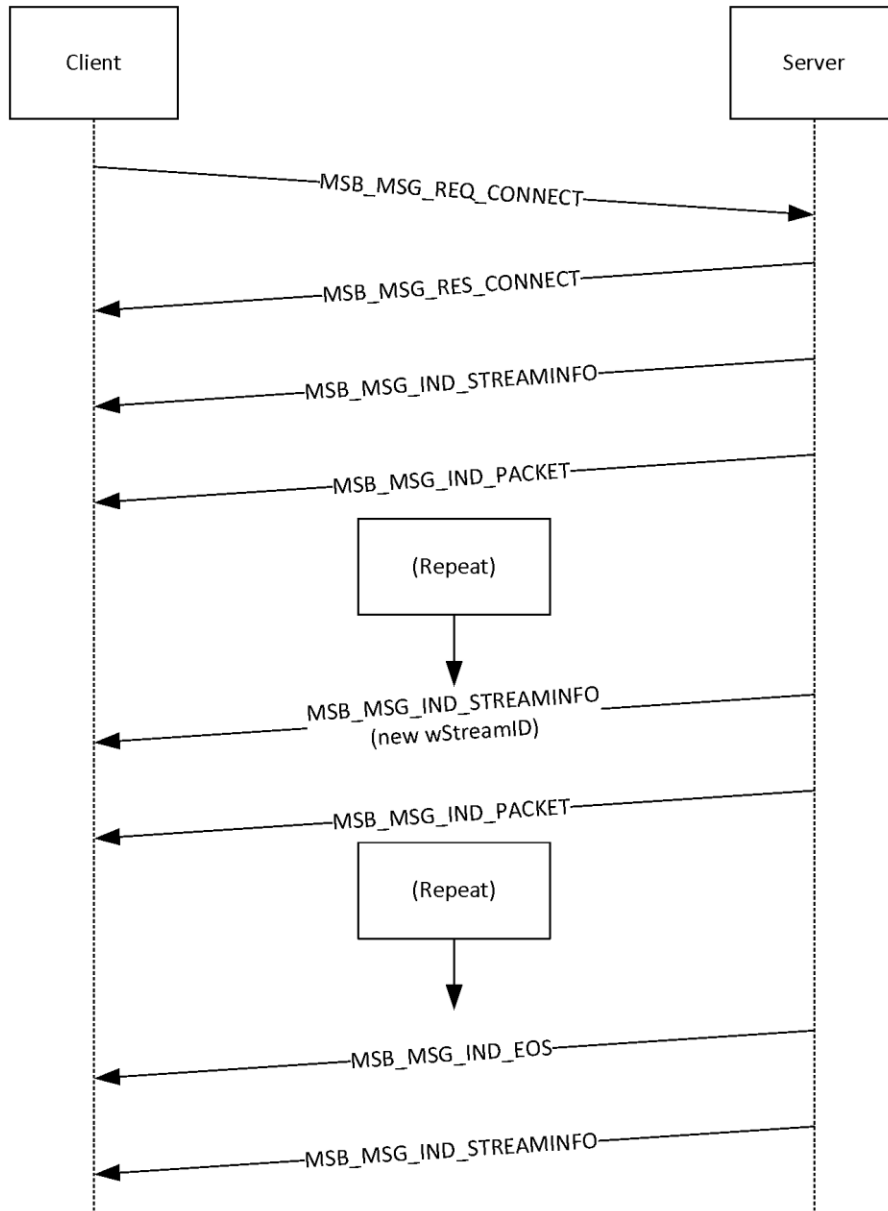 Client
Server
MSB_MSG_REQ_CONNECT
MSB_MSG_RES_CONNECT
MSB_MSG_IND_STREAMINFO
MSB_MSG_IND_PACKET
(Repeat)
MSB_MSG_IND_STREAMINFO
(new wStreamID)
MSB_MSG_IND_PACKET
(Repeat)
MSB_MSG_IND_EOS
MSB_MSG_IND_STREAMINFO